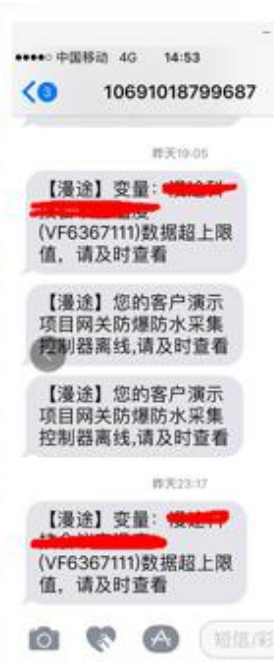 中国移动 4G 14:53
10691018799687
昨天19:05
【漫途】变量：
(VF6367111)数据超上限
值，请及时查看
【漫途】您的客户演示
项目网关防爆防水采集
控制器离线,请及时查看
【漫途】您的客户演示
项目网关防爆防水采集
控制器离线,请及时查看
昨天23:17
【漫途】变量：
(VF6367111)数据超上限
值，请及时查看
短信/彩